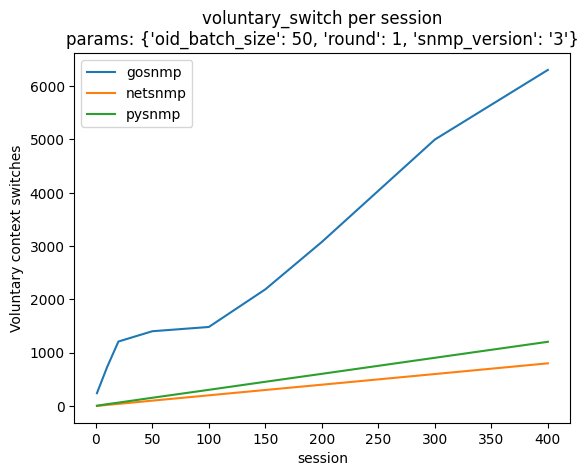 voluntary_switch per session
params: {'oid_batch_size': 50, 'round': 1, 'snmp_version': '3'}
gosnmp
netsnmp
pysnmp
Voluntary context switches
6000
5000
4000
3000
2000
1000
0
0 50 100 150 200 250 300 350 400
session